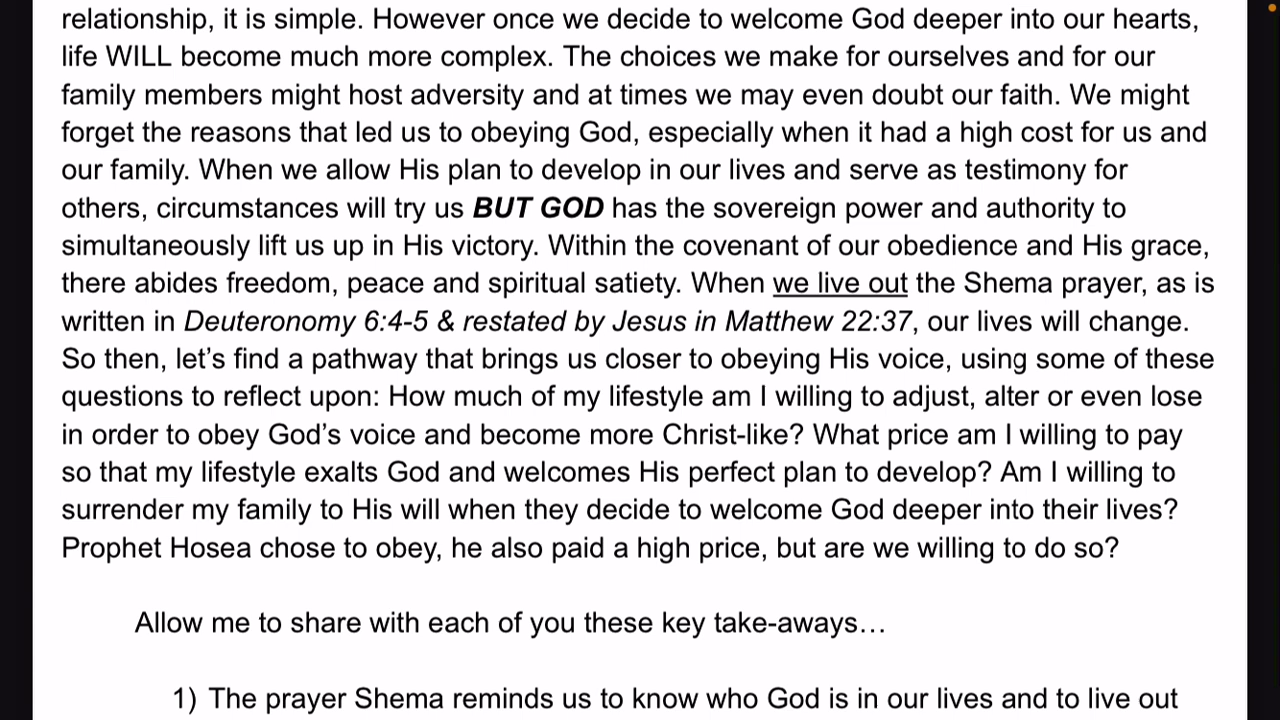 relationship, it is simple. However once we decide to welcome God deeper into our hearts,
life WILL become much more complex. The choices we make for ourselves and for our
family members might host adversity and at times we may even doubt our faith. We might
forget the reasons that led us to obeying God, especially when it had a high cost for us and
our family. When we allow His plan to develop in our lives and serve as testimony for
others, circumstances will try us BUT GOD has the sovereign power and authority to
simultaneously lift us up in His victory. Within the covenant of our obedience and His grace,
there abides freedom, peace and spiritual satiety. When we live out the Shema prayer, as is
written in Deuteronomy 6:4-5 & restated by Jesus in Matthew 22:37, our lives will change.
So then, let’s find a pathway that brings us closer to obeying His voice, using some of these
questions to reflect upon: How much of my lifestyle am I willing to adjust, alter or even lose
in order to obey God’s voice and become more Christ-like? What price am I willing to pay
so that my lifestyle exalts God and welcomes His perfect plan to develop? Am I willing to
surrender my family to His will when they decide to welcome God deeper into their lives?
Prophet Hosea chose to obey, he also paid a high price, but are we willing to do so?
Allow me to share with each of you these key take-aways…
1) The prayer Shema reminds us to know who God is in our lives and to live out